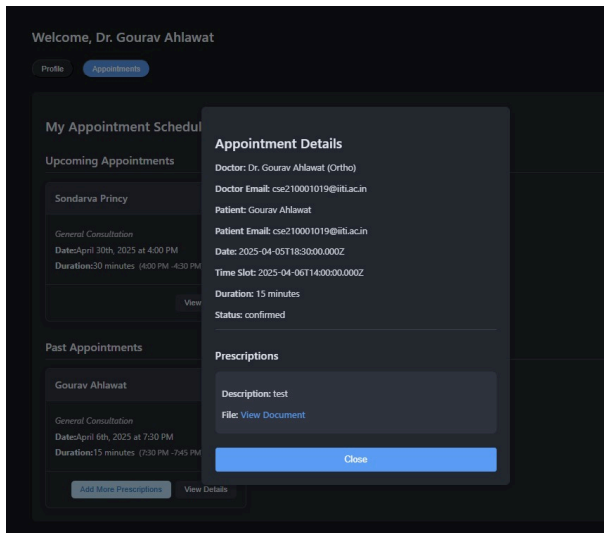 Welcome, Dr. Gourav Ahlawat
Profile
Appointments
My Appointment Schedul
Upcoming Appointments
Sondarva Princy
General Consultation
Date:April 30th, 2025 at 4:00 PM
Duration:30 minutes (4:00 PM -4:30 PM
View
Past Appointments
Gourav Ahlawat
General Consultation
Date:April 6th, 2025 at 7:30 PM
Duration:15 minutes (7:30 PM -7:45 PM
Add More Prescriptions
View Details
Appointment Details
Doctor: Dr. Gourav Ahlawat (Ortho)
Doctor Email: cse210001019@iiti.ac.in
Patient: Gourav Ahlawat
Patient Email: cse210001019@iiti.ac.in
Date: 2025-04-05T18:30:00.000Z
Time Slot: 2025-04-06T14:00:00.000Z
Duration: 15 minutes
Status: confirmed
Prescriptions
Description: test
File: View Document
Close